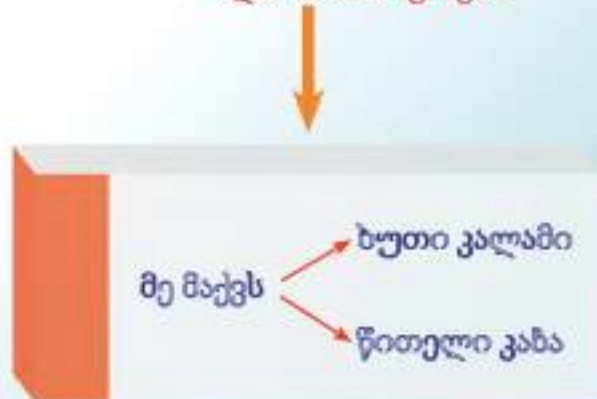 ხუთი კალამი
მე მაქვს
წითელი კაბა